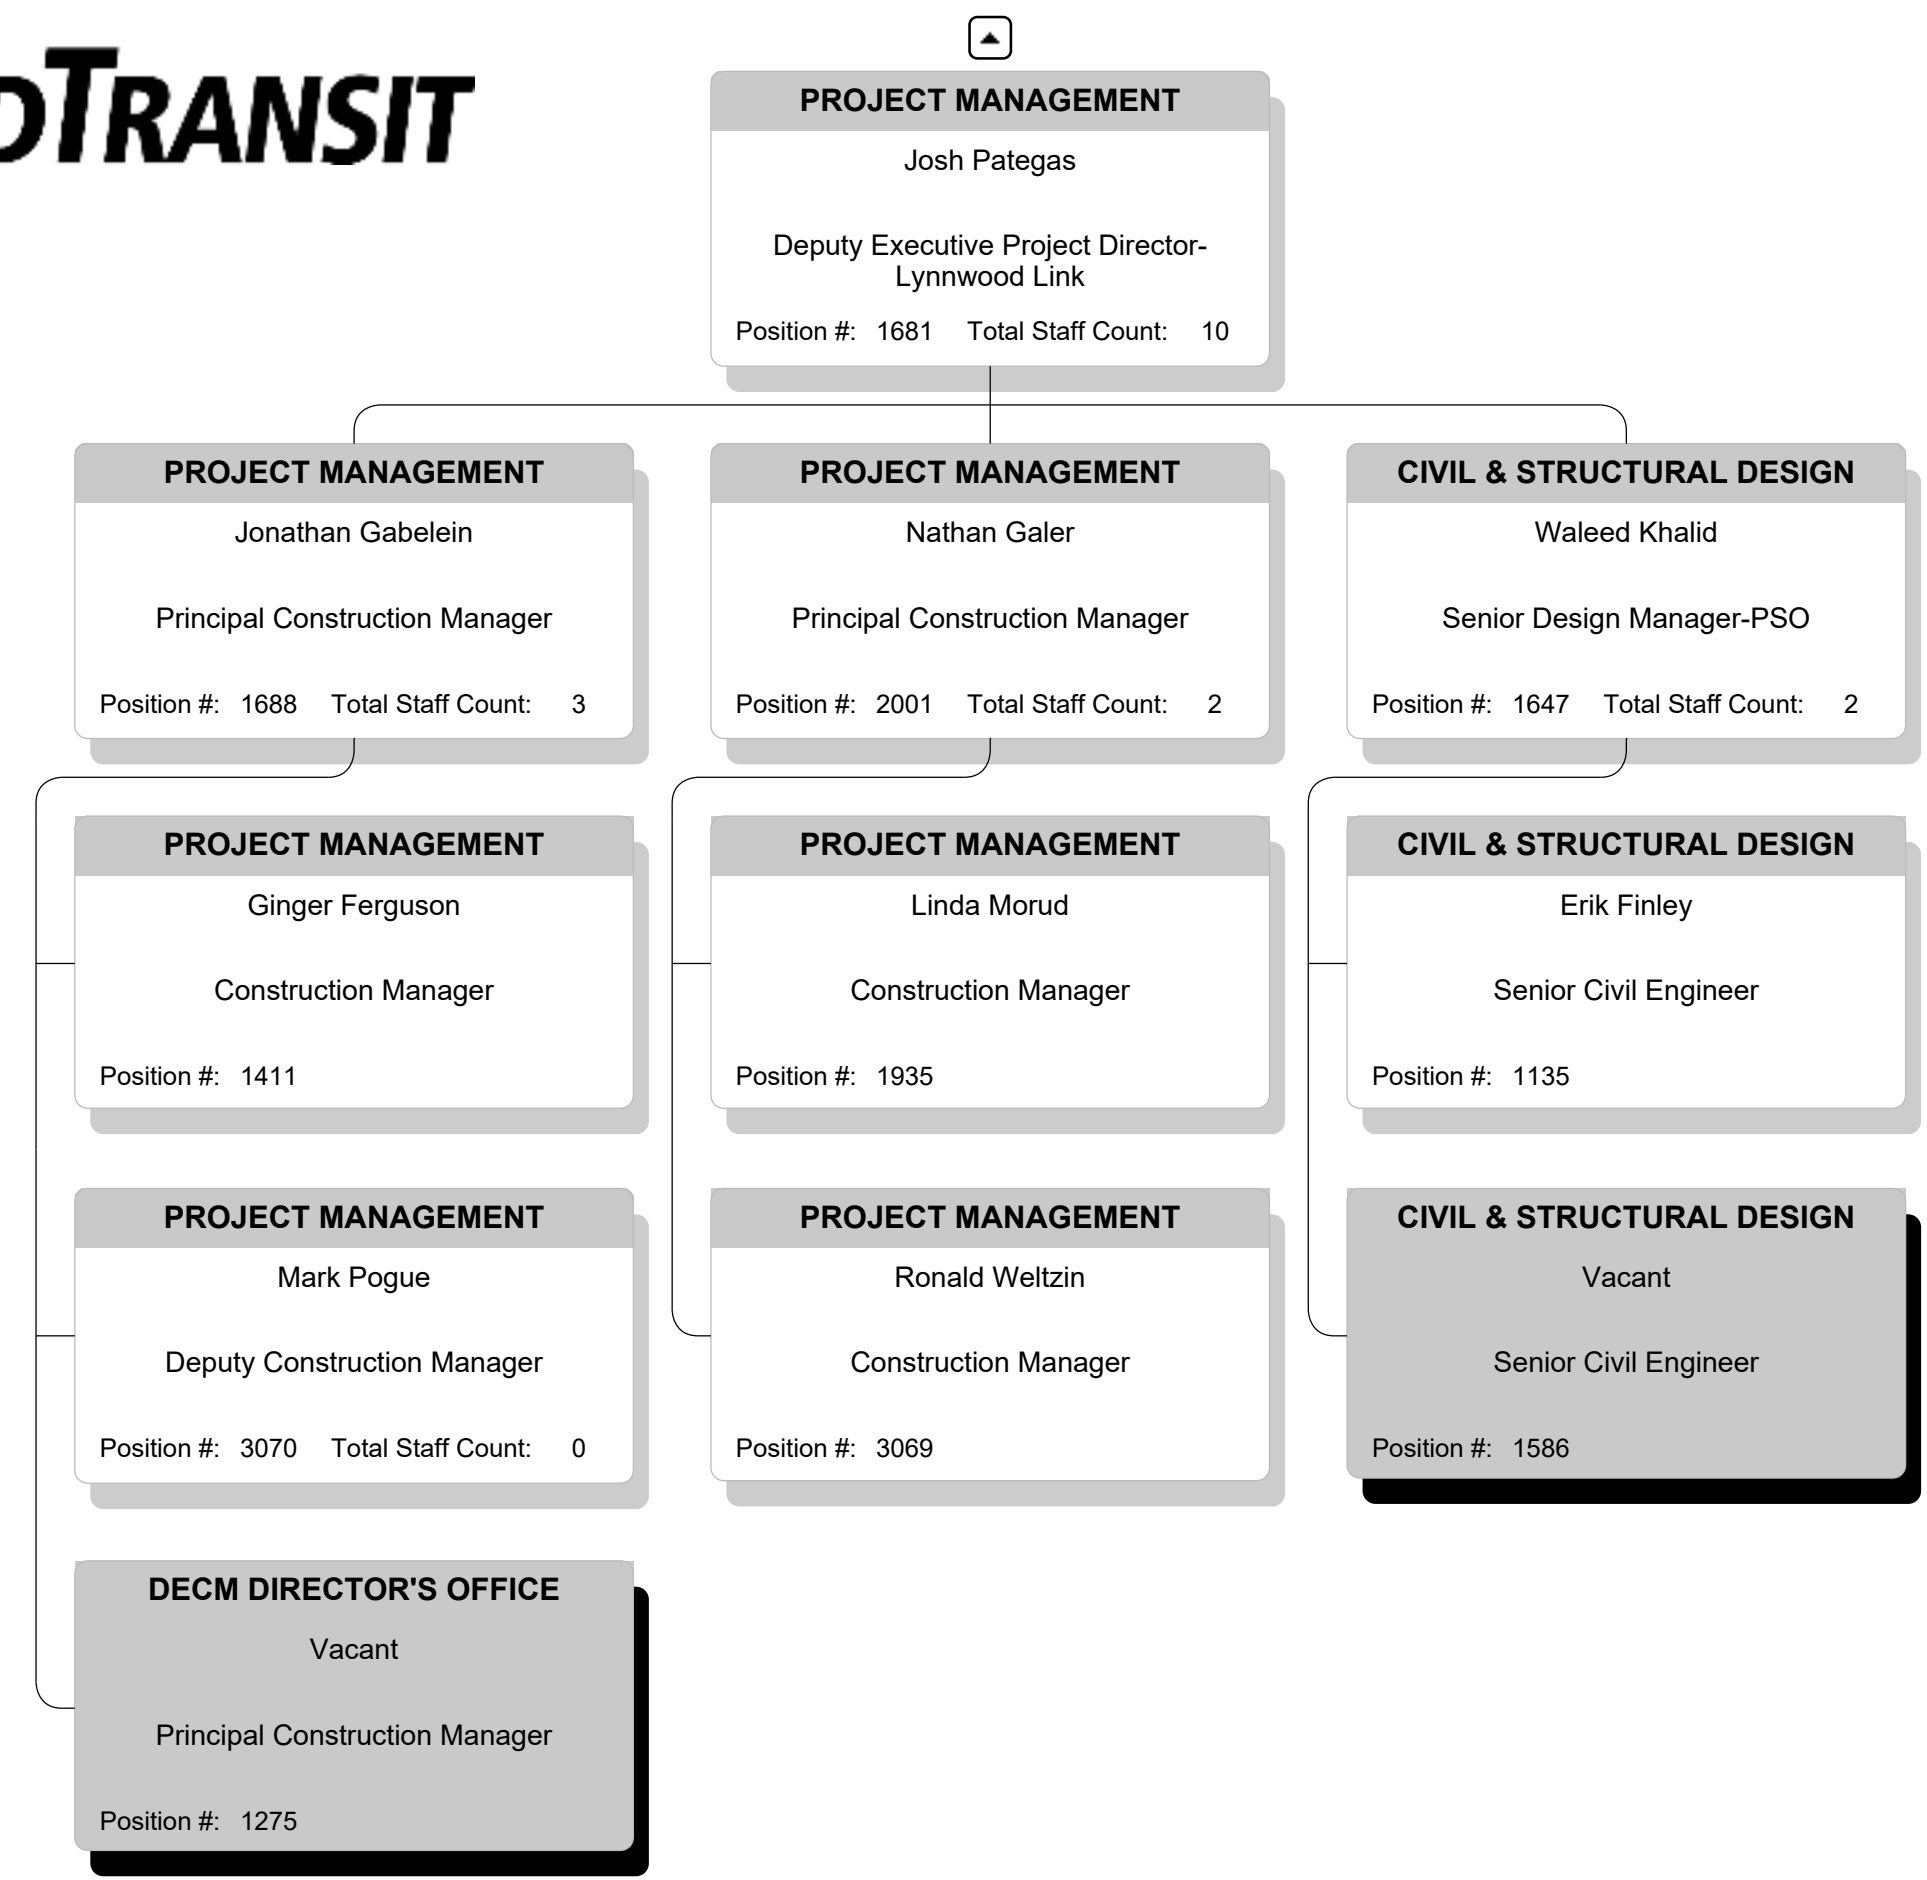 DTRANSIT
PROJECT MANAGEMENT
Josh Pategas
Deputy Executive Project Director-
Lynnwood Link
Position #: 1681 Total Staff Count: 10
PROJECT MANAGEMENT
Jonathan Gabelein
Principal Construction Manager
Position #: 1688 Total Staff Count: 3
PROJECT MANAGEMENT
Nathan Galer
Principal Construction Manager
Position #: 2001 Total Staff Count: 2
CIVIL & STRUCTURAL DESIGN
Waleed Khalid
Senior Design Manager-PSO
Position #: 1647 Total Staff Count: 2
PROJECT MANAGEMENT
Ginger Ferguson
Construction Manager
Position #: 1411
PROJECT MANAGEMENT
Linda Morud
Construction Manager
Position #: 1935
CIVIL & STRUCTURAL DESIGN
Erik Finley
Senior Civil Engineer
Position #: 1135
PROJECT MANAGEMENT
Mark Pogue
Deputy Construction Manager
Position #: 3070 Total Staff Count: 0
PROJECT MANAGEMENT
Ronald Weltzin
Construction Manager
Position #: 3069
CIVIL & STRUCTURAL DESIGN
Vacant
Senior Civil Engineer
Position #: 1586
DECM DIRECTOR'S OFFICE
Vacant
Principal Construction Manager
Position #: 1275